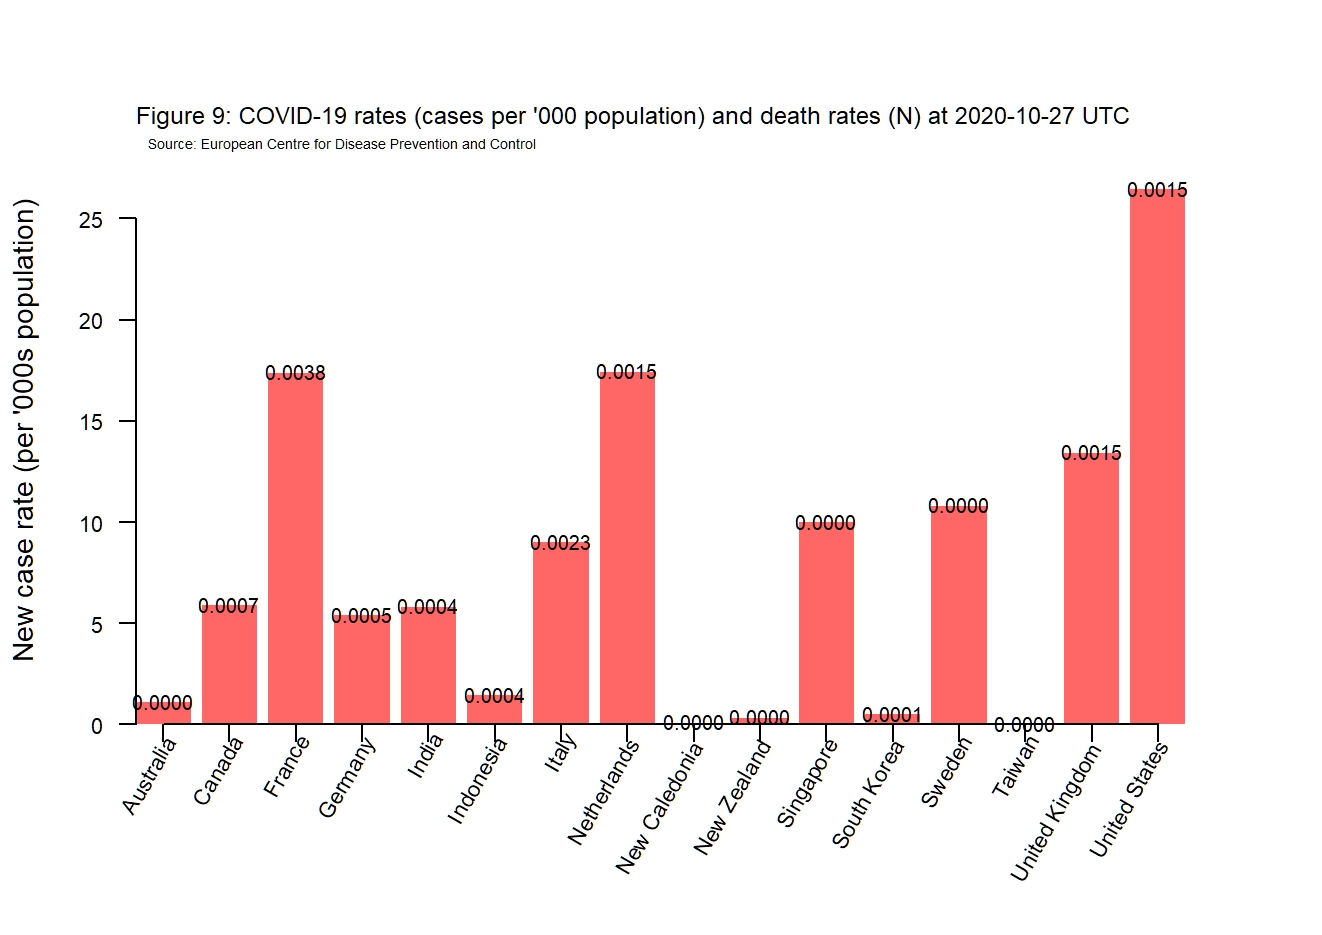 Figure 9: COVID-19 rates (cases per '000 population) and death rates (N) at 2020-10-27 UTC
Source: European Centre for Disease Prevention and Control
New case rate (per '000s population)
25
20
15
10
5
0
0.0000
0.0007
0.0038
0.0005
0.0004
0.0004
0.0023
0.0015
0.0000
0.0000
0.0000
0.0001
0.0000
0.0000
0.0015
0.0015
Australia
Canada
France
Germany
India
Indonesia
Italy
Netherlands
New Caledonia
New Zealand
Singapore
South Korea
Sweden
Taiwan
United Kingdom
United States